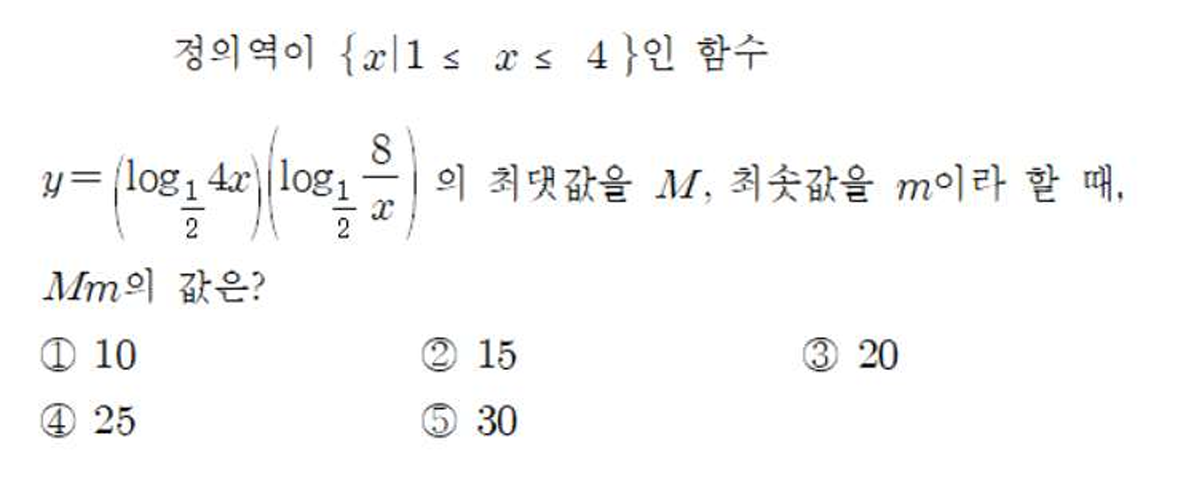 정의역이 {x|1 ≤ x ≤ 4}인 함수
y=(log_{1/2} 4x)(log_{1/2} 8/x)의 최댓값을 M, 최솟값을 m이라 할 때,
Mm의 값은?
① 10 ② 15 ③ 20
④ 25 ⑤ 30